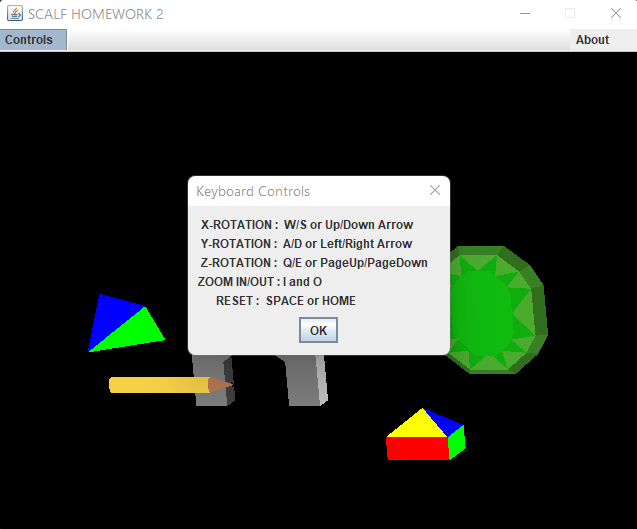 SCALF HOMEWORK 2
Controls About
Keyboard Controls
X-ROTATION : W/S or Up/Down Arrow
Y-ROTATION : A/D or Left/Right Arrow
Z-ROTATION : Q/E or PageUp/PageDown
ZOOM IN/OUT : I and O
RESET : SPACE or HOME
OK